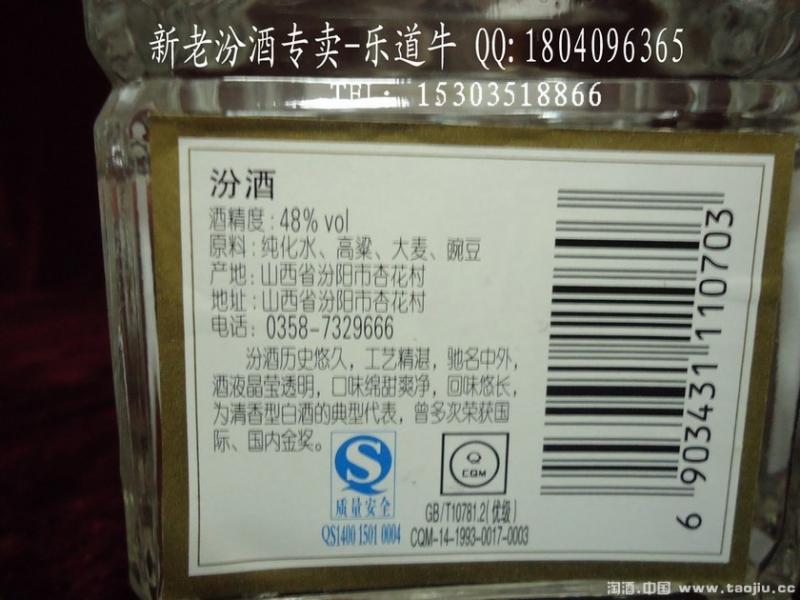 新老汾酒专卖-乐道牛 QQ:1804096365
TEL: 15303518866
汾酒
酒精度:48% vol
原料:纯化水、高粱、大麦、豌豆
产地:山西省汾阳市杏花村
地址:山西省汾阳市杏花村
电话:0358-7329666
汾酒历史悠久,工艺精湛,驰名中外,
酒液晶莹透明,口味绵甜爽净,回味悠长,
为清香型白酒的典型代表,曾多次荣获国
际、国内金奖。
质量安全
QS1400 1501 0004
Q
CQM
GB/T10781.2(优级)
CQM-14-1993-0017-0003
6 903431 110703
淘酒.中国 www.taojiu.cc